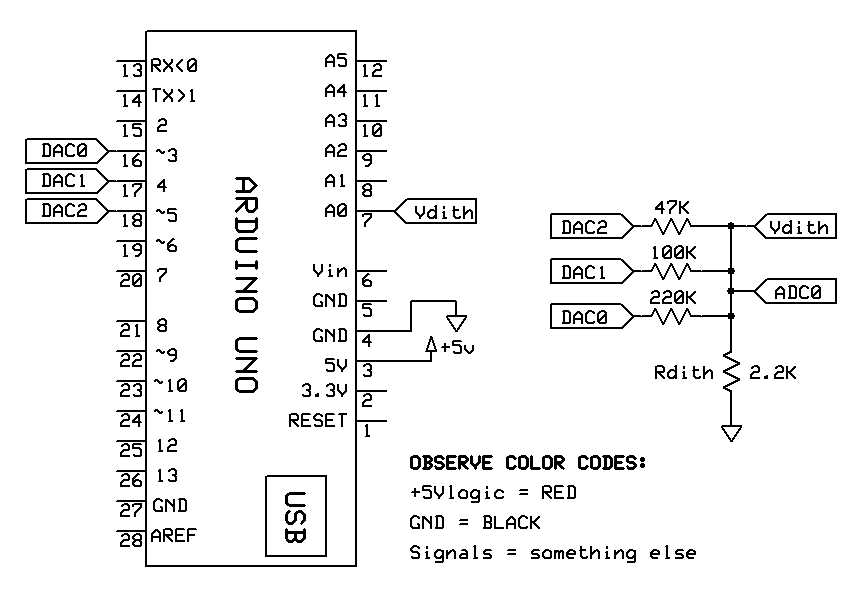 RX<0
13
TX>1
14
2
15
DAC0
~3
16
DAC1
4
17
DAC2
~5
18
~6
19
7
20
8
21
~9
22
~10
23
~11
24
12
25
13
26
GND
27
AREF
28
ARDUINO UNO
USB
A5
12
A4
11
A3
10
A2
9
A1
8
A0
7
Vdith
Vin
6
GND
5
GND
4
+5v
5V
3
3.3V
2
RESET
1
47K
DAC2
Vdith
100K
DAC1
ADC0
220K
DAC0
Rdith 2.2K
OBSERVE COLOR CODES:
+5Vlogic = RED
GND = BLACK
Signals = something else